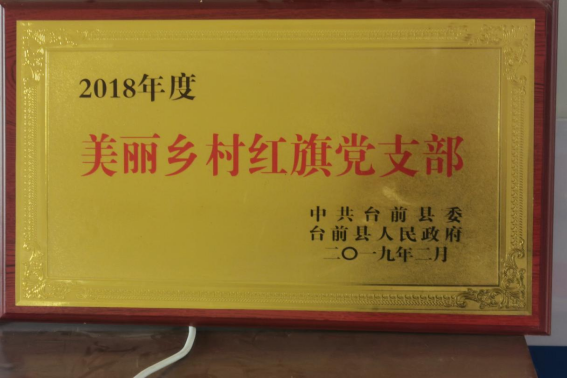 2018年度
美丽乡村红旗党支部
中共台前县委
台前县人民政府
二〇一九年二月